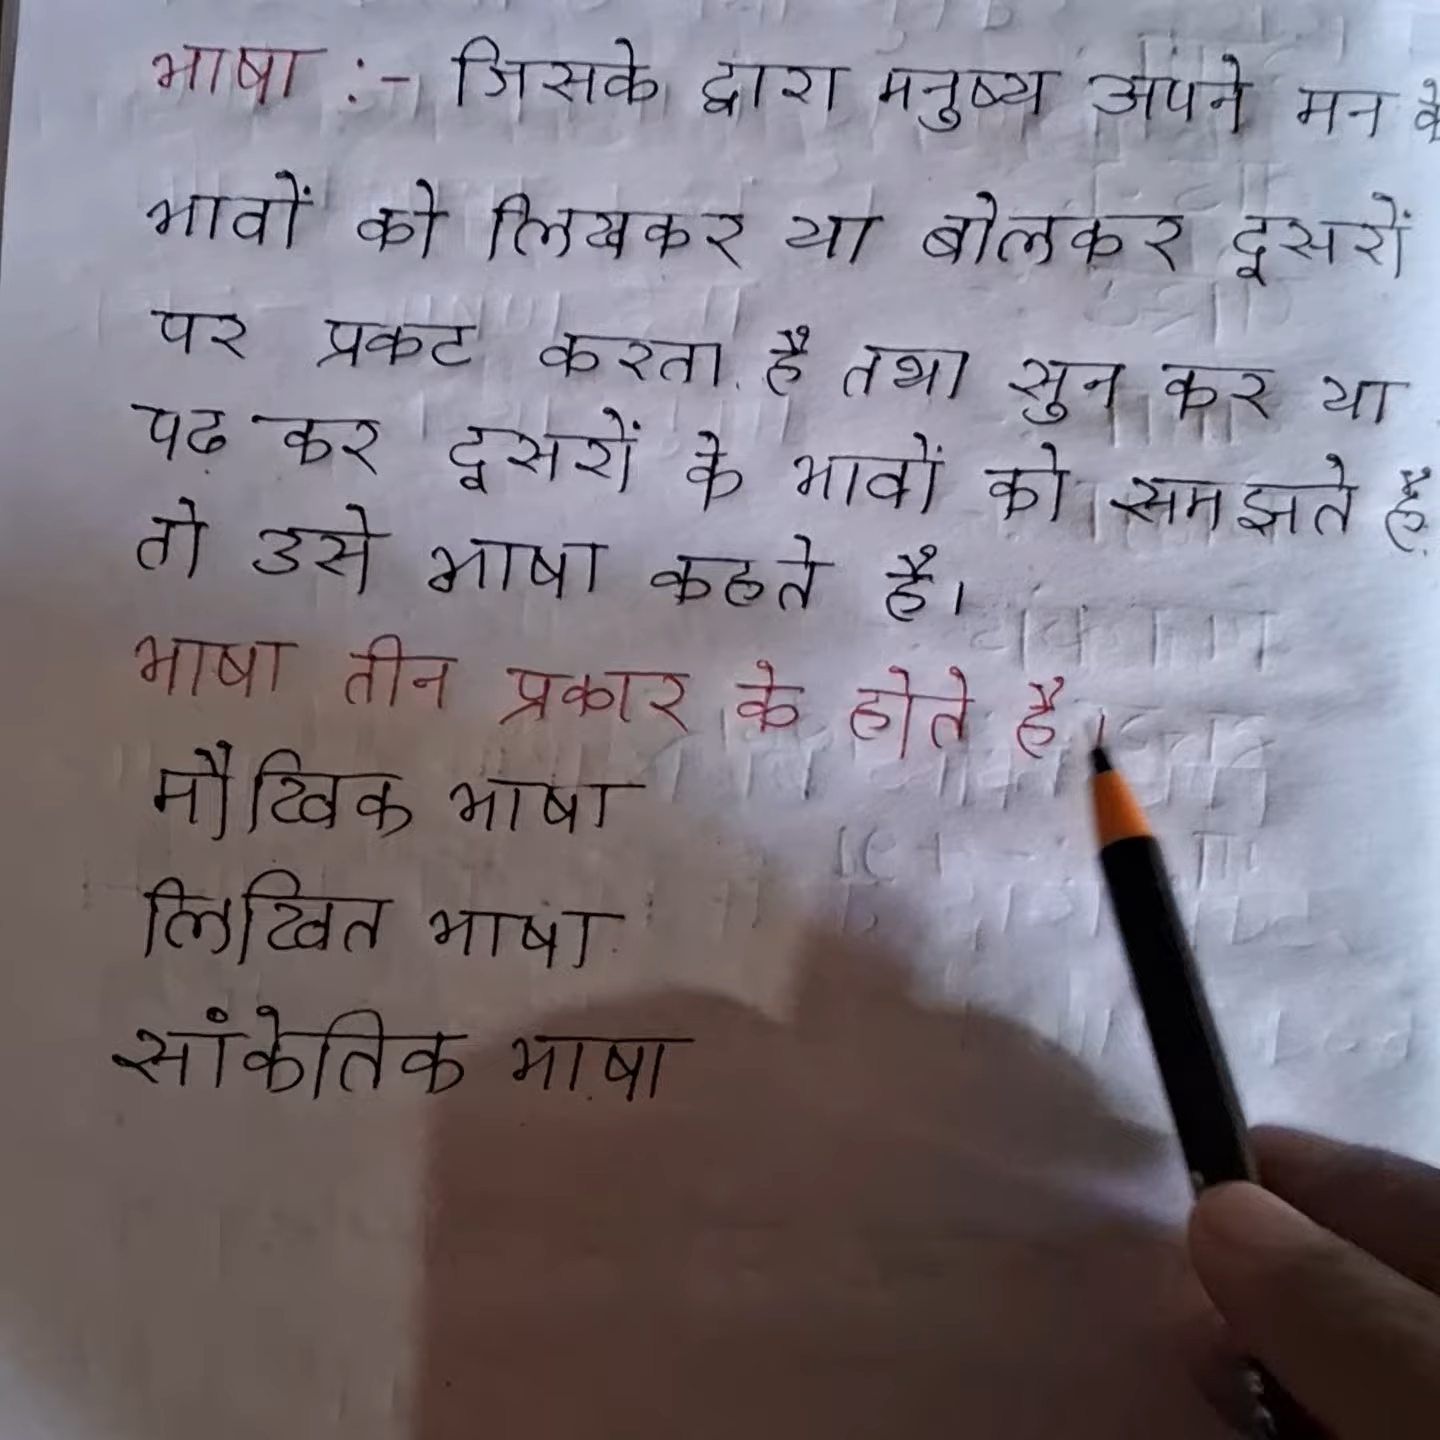 भाषा :- जिसके द्वारा मनुष्य अपने मन के
भावों को लिखकर या बोलकर दूसरों
पर प्रकट करता है तथा सुन कर या
पढ़ कर दूसरों के भावों को समझते है
तो उसे भाषा कहते है।
भाषा तीन प्रकार के होते है।
मौखिक भाषा
लिखित भाषा
सांकेतिक भाषा